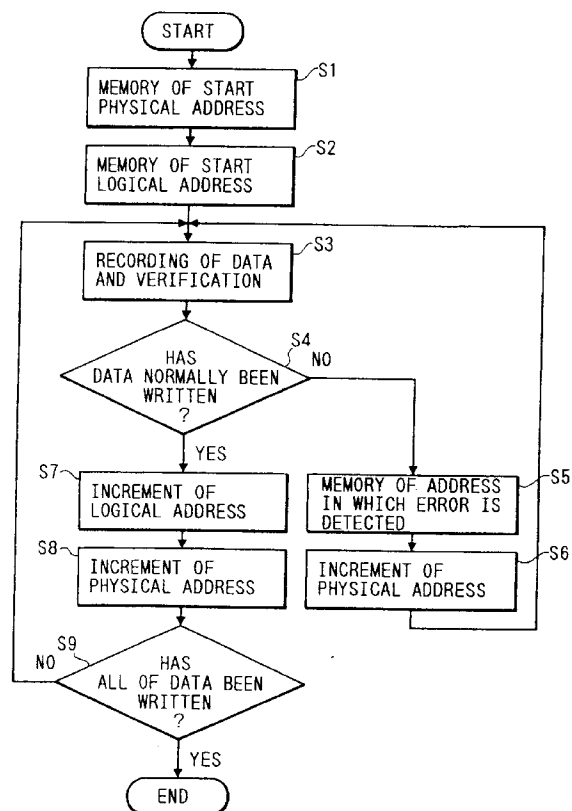 START
S1
MEMORY OF START
PHYSICAL ADDRESS
S2
MEMORY OF START
LOGICAL ADDRESS
S3
RECORDING OF DATA
AND VERIFICATION
S4
HAS
DATA NORMALLY BEEN
WRITTEN
?
NO
YES
S5
MEMORY OF ADDRESS
IN WHICH ERROR IS
DETECTED
S6
INCREMENT OF
PHYSICAL ADDRESS
S7
INCREMENT OF
LOGICAL ADDRESS
S8
INCREMENT OF
PHYSICAL ADDRESS
S9
HAS
ALL OF DATA BEEN
WRITTEN
?
NO
YES
END